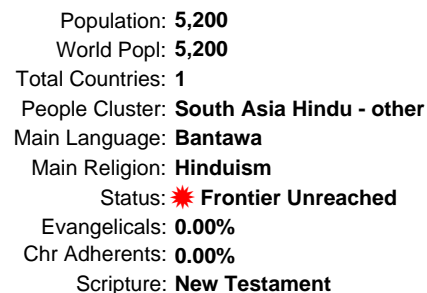 Population: 5,200
World Popl: 5,200
Total Countries: 1
People Cluster: South Asia Hindu - other
Main Language: Bantawa
Main Religion: Hinduism
Status: Frontier Unreached
Evangelicals: 0.00%
Chr Adherents: 0.00%
Scripture: New Testament